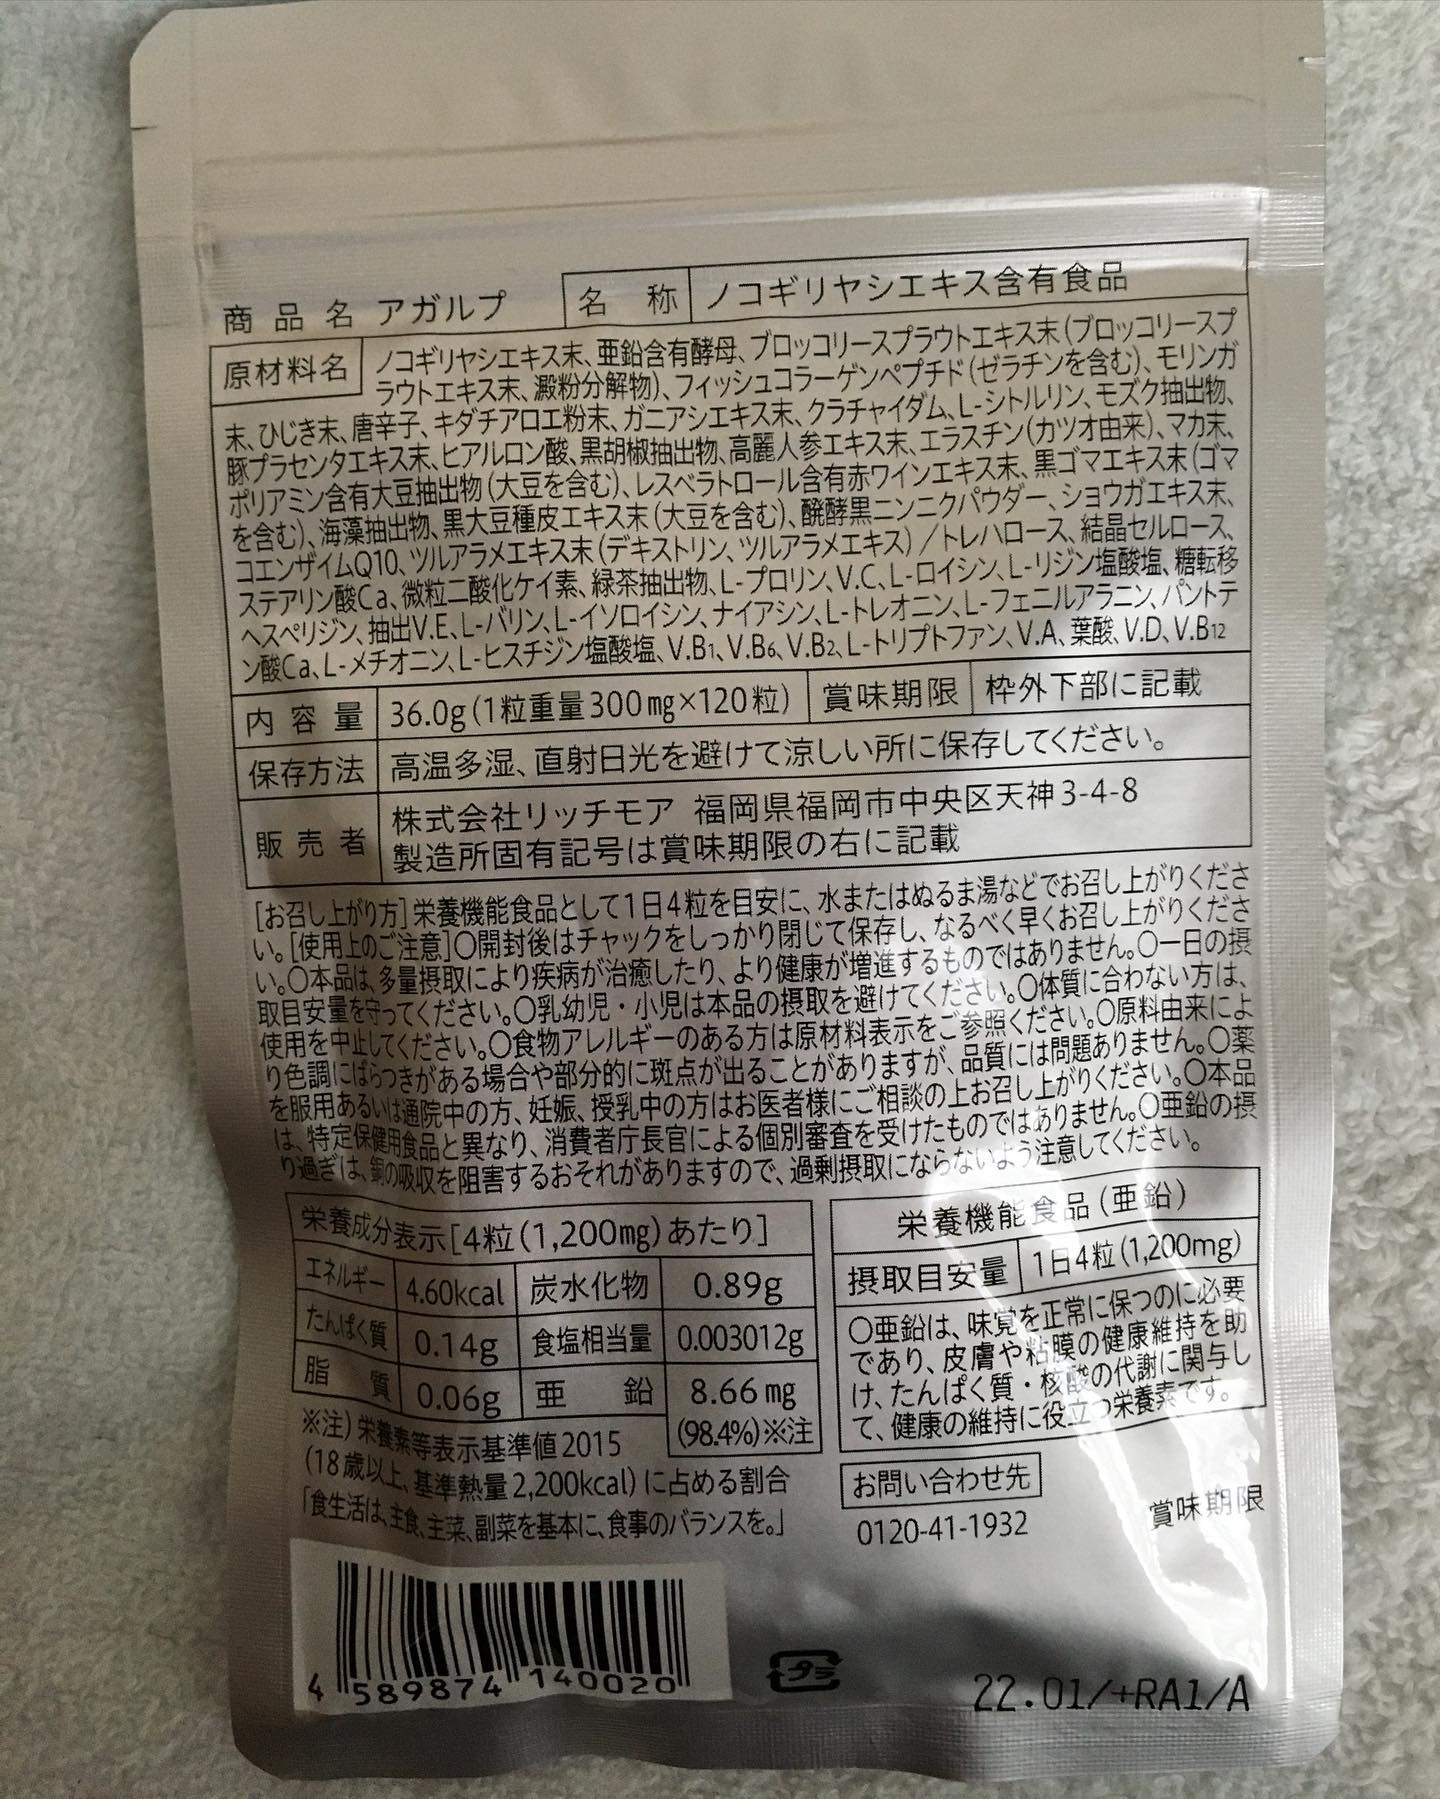 商品名 アガルプ 名称 ノコギリヤシエキス含有食品
原材料名 ノコギリヤシエキス末、亜鉛含有酵母、ブロッコリースプラウトエキス末(ブロッコリースプ
ラウトエキス末、澱粉分解物)、フィッシュコラーゲンペプチド(ゼラチンを含む)、モリンガ
末、ひじき末、唐辛子、キダチアロエ粉末、ガニアシエキス末、クラチャイダム、L-シトルリン、モズク抽出物、
豚プラセンタエキス末、ヒアルロン酸、黒胡椒抽出物、高麗人参エキス末、エラスチン(カツオ由来)、マカ末、
ポリアミン含有大豆抽出物(大豆を含む)、レスベラトロール含有赤ワインエキス末、黒ゴマエキス末(ゴマ
を含む)、海藻抽出物、黒大豆種皮エキス末(大豆を含む)、醗酵黒ニンニクパウダー、ショウガエキス末、
コエンザイムQ10、ツルアラメエキス末(デキストリン、ツルアラメエキス)/トレハロース、結晶セルロース、
ステアリン酸Ca、微粒二酸化ケイ素、緑茶抽出物、L-プロリン、V.C、L-ロイシン、L-リジン塩酸塩、糖転移
ヘスペリジン、抽出V.E、L-バリン、L-イソロイシン、ナイアシン、L-トレオニン、L-フェニルアラニン、パントテ
ン酸Ca、L-メチオニン、L-ヒスチジン塩酸塩、V.B1、V.B6、V.B2、L-トリプトファン、V.A、葉酸、V.D、V.B12
内容量 36.0g(1粒重量300mg×120粒) 賞味期限 枠外下部に記載
保存方法 高温多湿、直射日光を避けて涼しい所に保存してください。
販売者 株式会社リッチモア 福岡県福岡市中央区天神3-4-8
製造所固有記号は賞味期限の右に記載
[お召し上がり方]栄養機能食品として1日4粒を目安に、水またはぬるま湯などでお召し上がりくださ
い。[使用上のご注意]○開封後はチャックをしっかり閉じて保存し、なるべく早くお召し上がりくださ
い。○本品は、多量摂取により疾病が治癒したり、より健康が増進するものではありません。○一日の摂
取目安量を守ってください。○乳幼児・小児は本品の摂取を避けてください。○体質に合わない方は、
使用を中止してください。○食物アレルギーのある方は原材料表示をご参照ください。○原料由来によ
り色調にばらつきがある場合や部分的に斑点が出ることがありますが、品質には問題ありません。○薬
を服用あるいは通院中の方、妊娠、授乳中の方はお医者様にご相談の上お召し上がりください。○本品
は、特定保健用食品と異なり、消費者庁長官による個別審査を受けたものではありません。○亜鉛の摂
り過ぎは、銅の吸収を阻害するおそれがありますので、過剰摂取にならないよう注意してください。
栄養成分表示[4粒(1,200mg)あたり]
エネルギー 4.60kcal 炭水化物 0.89g
たんぱく質 0.14g 食塩相当量 0.003012g
脂質 0.06g 亜鉛 8.66mg
(98.4%)※注
※注)栄養素等表示基準値2015
(18歳以上、基準熱量2,200kcal)に占める割合
「食生活は、主食、主菜、副菜を基本に、食事のバランスを。」
栄養機能食品(亜鉛)
摂取目安量 1日4粒(1,200mg)
○亜鉛は、味覚を正常に保つのに必要
であり、皮膚や粘膜の健康維持を助
け、たんぱく質・核酸の代謝に関与し
て、健康の維持に役立つ栄養素です。
お問い合わせ先
0120-41-1932
賞味期限
4 589874 140020
プラ
22.01/+RA1/A